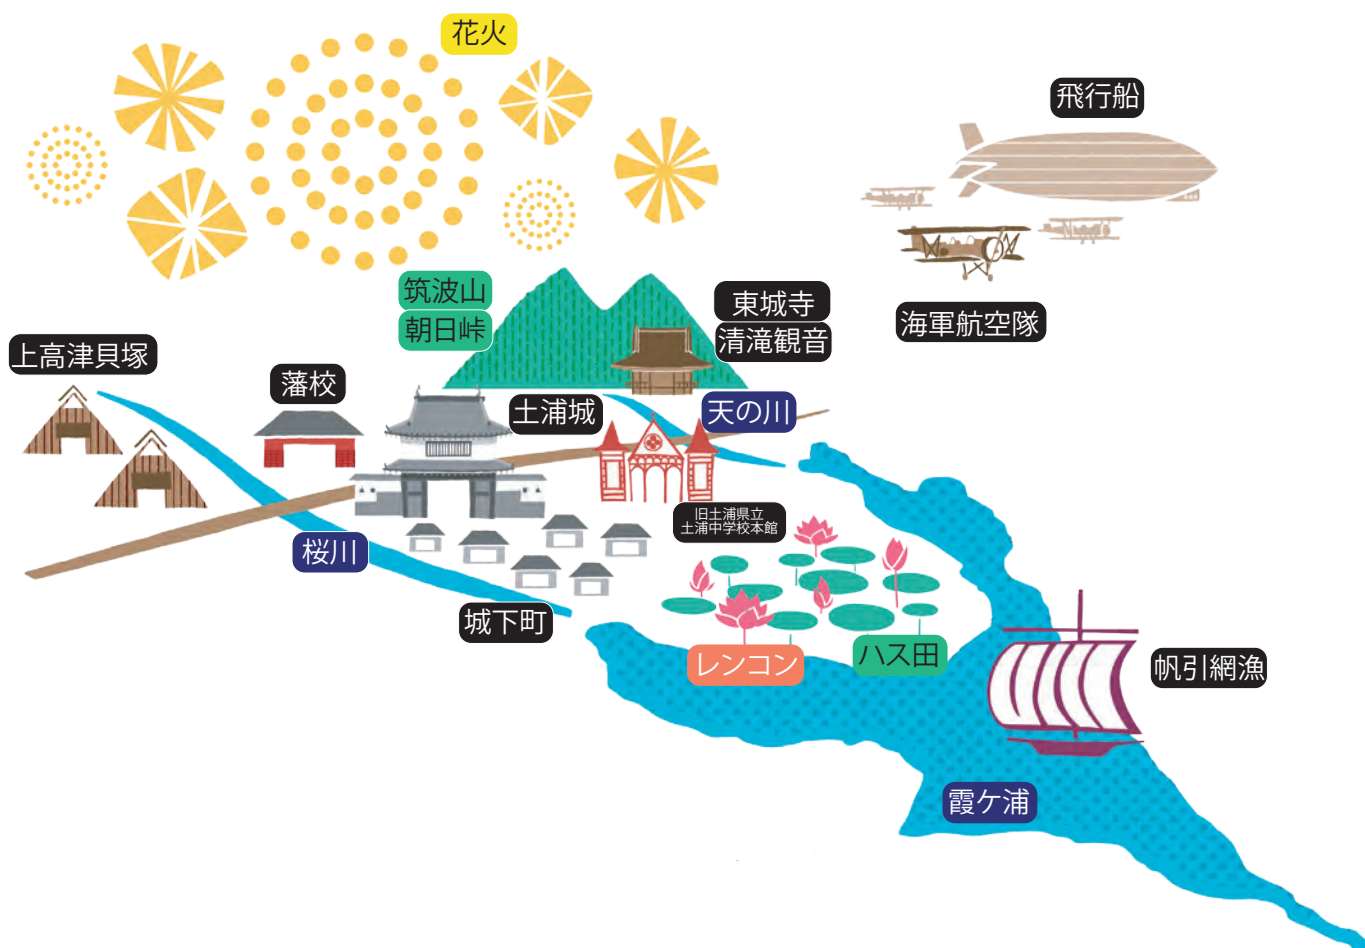 花火
飛行船
筑波山
朝日峠
東城寺
清滝観音
海軍航空隊
上高津貝塚
藩校
土浦城
天の川
旧土浦県立
土浦中学校本館
桜川
城下町
レンコン
ハス田
帆引網漁
霞ケ浦